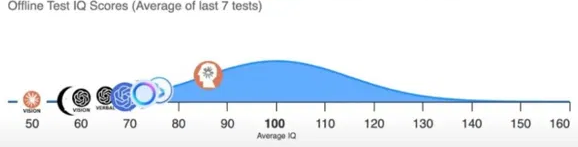 Offline Test IQ Scores (Average of last 7 tests)
VISION
VISION
VERBAL
50 60 70 80 90 100 110 120 130 140 150 160
Average IQ